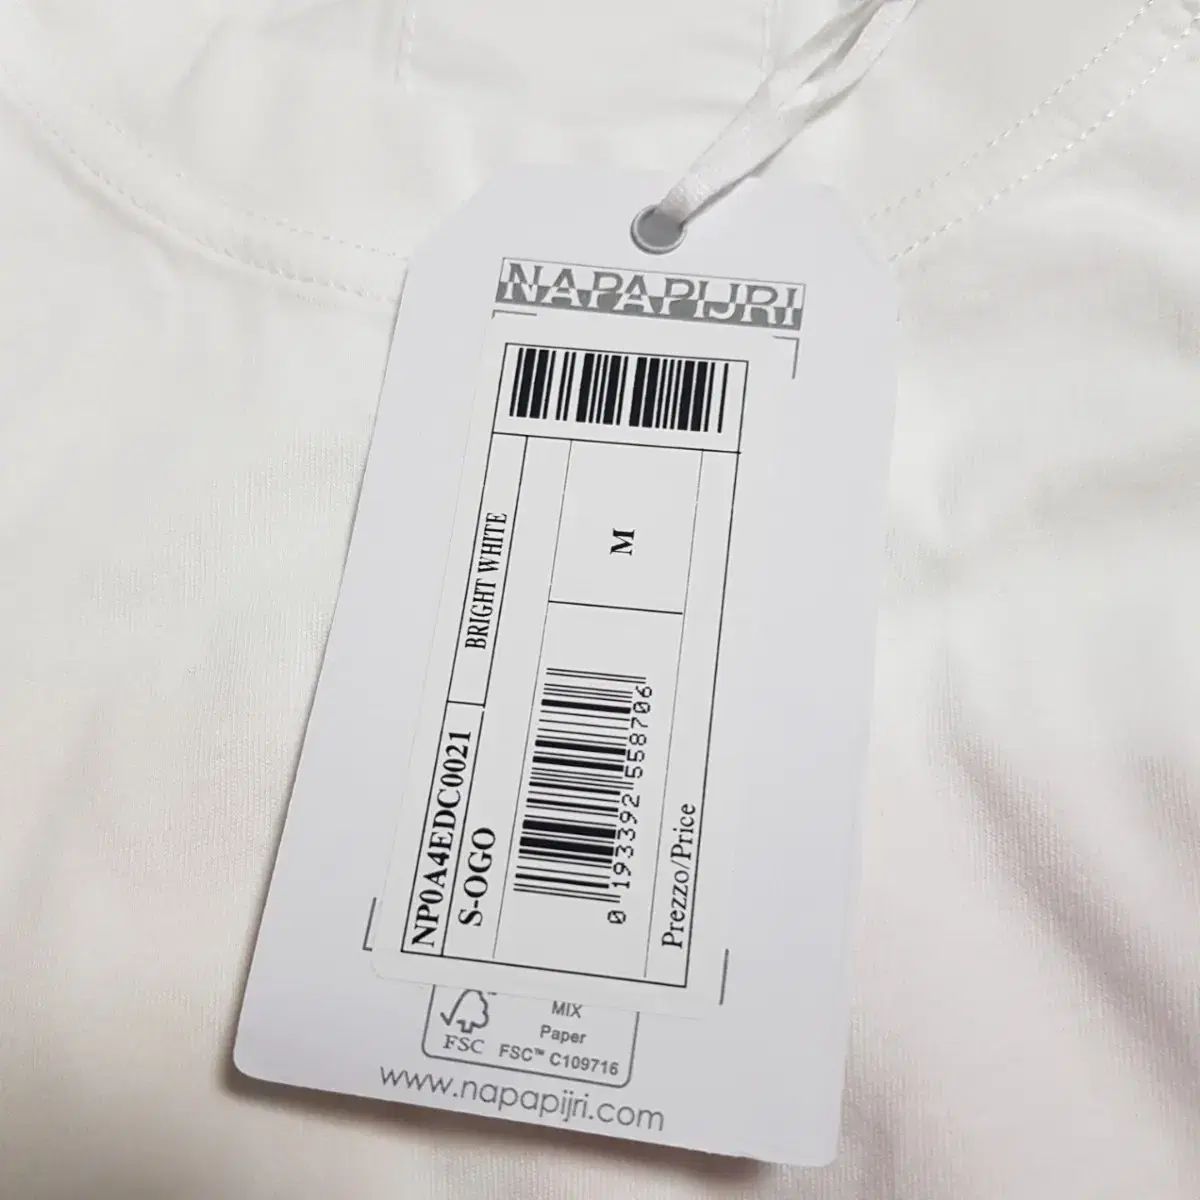 NAPAPIJRI
NP0A4EDC0021
BRIGHT WHITE
S-OGO
M
0 193392 558706
Prezzo/Price
FSC
MIX
Paper
FSC™ C109716
www.napapijri.com